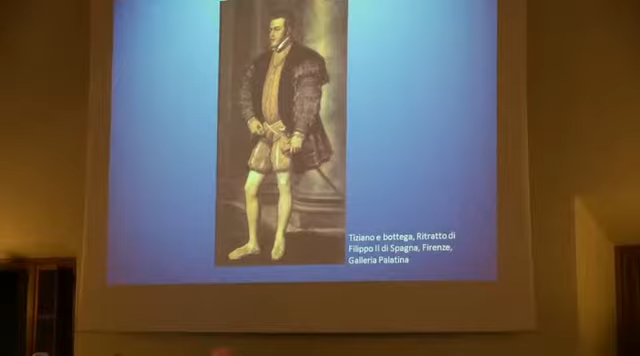 Tiziano e bottega, Ritratto di
Filippo II di Spagna, Firenze,
Galleria Palatina